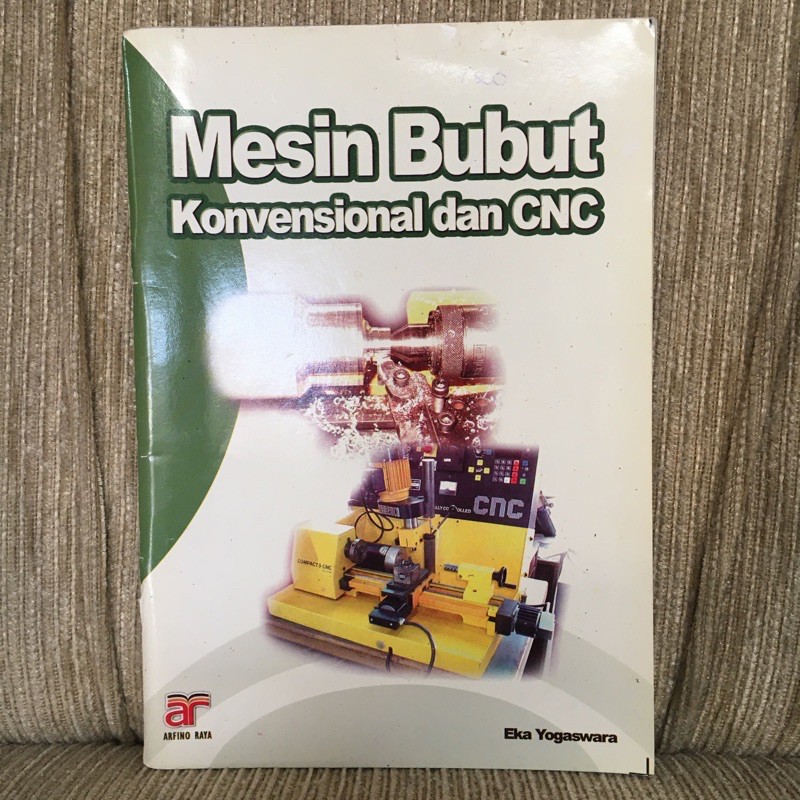 Mesin Bubut
Konvensional dan CNC
CNC
COMPACT 5 CNC
ar
ARFINO RAYA
Eka Yogaswara